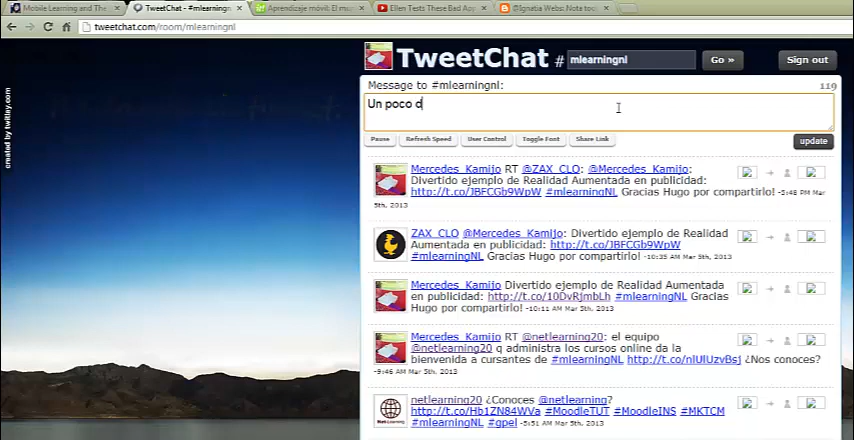 Mobile Learning and The
TweetChat - #mlearningnl
Aprendizaje móvil: El mu
Ellen Tests These Bad Ap
@Ignatia Webs: Note tou
tweetchat.com/room/mlearningnl
TweetChat # mlearningnl Go » Sign out
Message to #mlearningnl: 119
Un poco d
Pause Refresh Speed User Control Toggle Font Share Link update
Mercedes_Kamijo RT @ZAX_CLO: @Mercedes_Kamijo:
Divertido ejemplo de Realidad Aumentada en publicidad:
http://t.co/JBFCGb9WpW #mlearningNL Gracias Hugo por compartirlo! -5:48 PM Mar
5th, 2013
ZAX_CLO @Mercedes_Kamijo: Divertido ejemplo de Realidad
Aumentada en publicidad: http://t.co/JBFCGb9WpW
#mlearningNL Gracias Hugo por compartirlo! -10:35 AM Mar 5th, 2013
Mercedes_Kamijo Divertido ejemplo de Realidad Aumentada
en publicidad: http://t.co/10DvRjmbLh #mlearningNL Gracias
Hugo por compartirlo! -10:11 AM Mar 5th, 2013
Mercedes_Kamijo RT @netlearning20: el equipo
@netlearning20 q administra los cursos online da la
bienvenida a cursantes de #mlearningNL http://t.co/nlUlUzvBsj ¿Nos conoces?
-9:46 AM Mar 5th, 2013
netlearning20 ¿Conoces @netlearning?
http://t.co/Hb1ZN84WVa #MoodleTUT #MoodleINS #MKTCM
#mlearningNL #gpel -5:51 AM Mar 5th, 2013
Net-Learning
created by twitlay.com